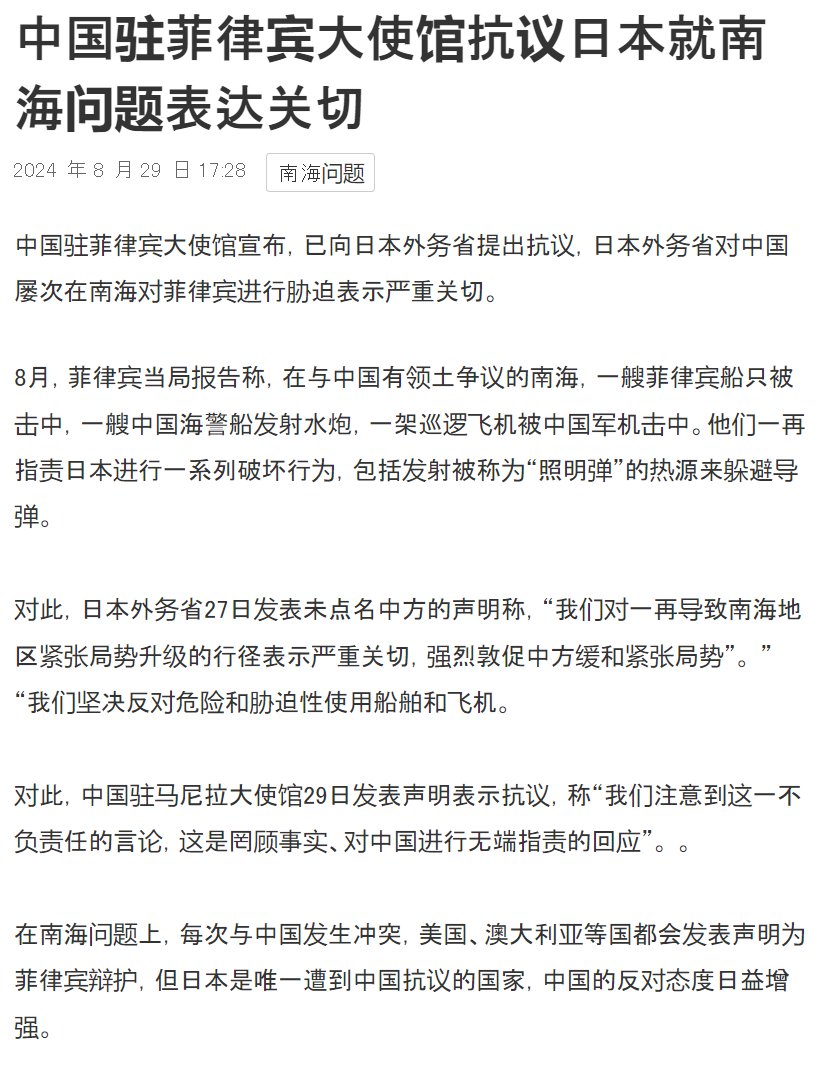 中国驻菲律宾大使馆抗议日本就南
海问题表达关切
2024 年 8 月 29 日 17:28 南海问题
中国驻菲律宾大使馆宣布, 已向日本外务省提出抗议, 日本外务省对中国
屡次在南海对菲律宾进行胁迫表示严重关切。
8月, 菲律宾当局报告称, 在与中国有领土争议的南海, 一艘菲律宾船只被
击中, 一艘中国海警船发射水炮, 一架巡逻飞机被中国军机击中。他们一再
指责日本进行一系列破坏行为, 包括发射被称为“照明弹”的热源来躲避导
弹。
对此, 日本外务省27日发表未点名中方的声明称, “我们对一再导致南海地
区紧张局势升级的行径表示严重关切, 强烈敦促中方缓和紧张局势”。”
“我们坚决反对危险和胁迫性使用船舶和飞机。
对此, 中国驻马尼拉大使馆29日发表声明表示抗议, 称“我们注意到这一不
负责任的言论, 这是罔顾事实、对中国进行无端指责的回应”。。
在南海问题上, 每次与中国发生冲突, 美国、澳大利亚等国都会发表声明为
菲律宾辩护, 但日本是唯一遭到中国抗议的国家, 中国的反对态度日益增
强。